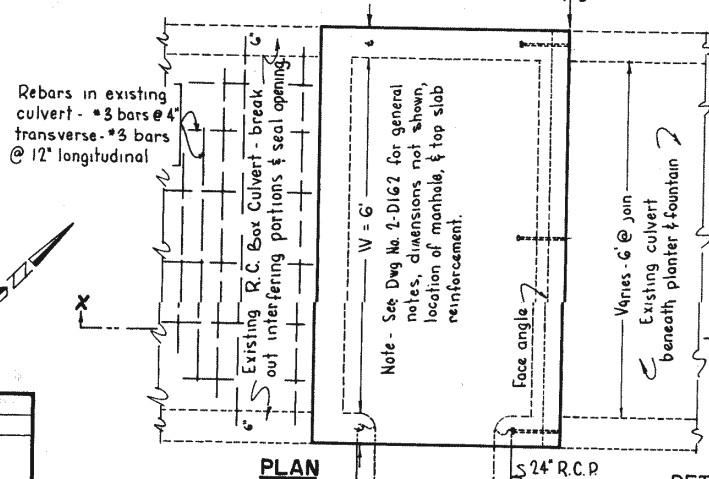 Rebars in existing
culvert - #3 bars @ 4"
transverse - #3 bars
@ 12" longitudinal
X
6"
6"
Existing R.C. Box Culvert - break
out interfering portions & seal opening
W = 6'
Note - See Dwg No. 2-D162 for general
notes, dimensions not shown,
location of manhole, & top slab
reinforcement.
Face angle
Varies - 6' @ join
Existing culvert
beneath planter & fountain
PLAN
24" R.C.P.